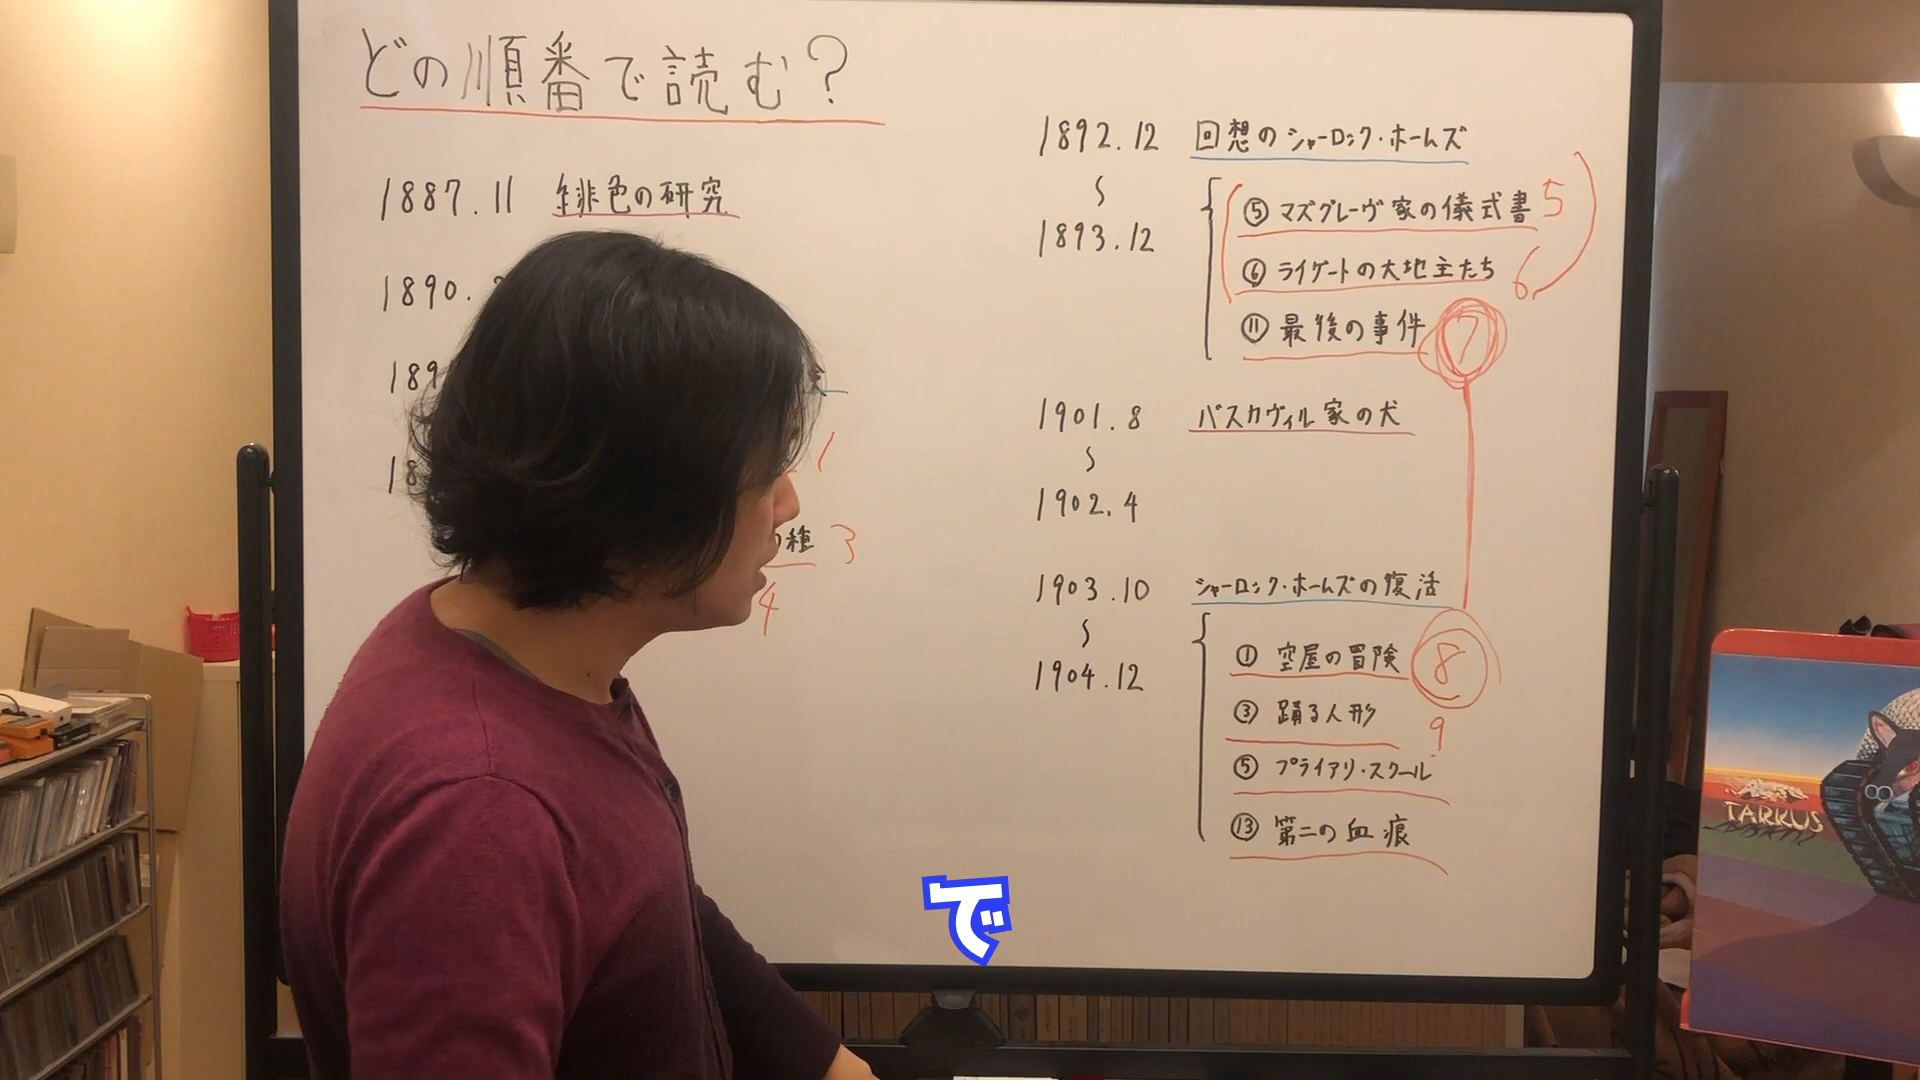 どの順番で読む?
1887.11 緋色の研究
1890.
189
1
18
の種 3
4
1892.12 回想のシャーロック・ホームズ
〜
1893.12
⑤ マズグレーヴ家の儀式書 5
⑥ ライゲートの大地主たち 6
⑪ 最後の事件 7
1901.8 バスカヴィル家の犬
〜
1902.4
1903.10 シャーロック・ホームズの復活
〜
1904.12
① 空屋の冒険 8
③ 踊る人形 9
⑤ プライアリ・スクール
⑬ 第二の血痕
で
TARKUS